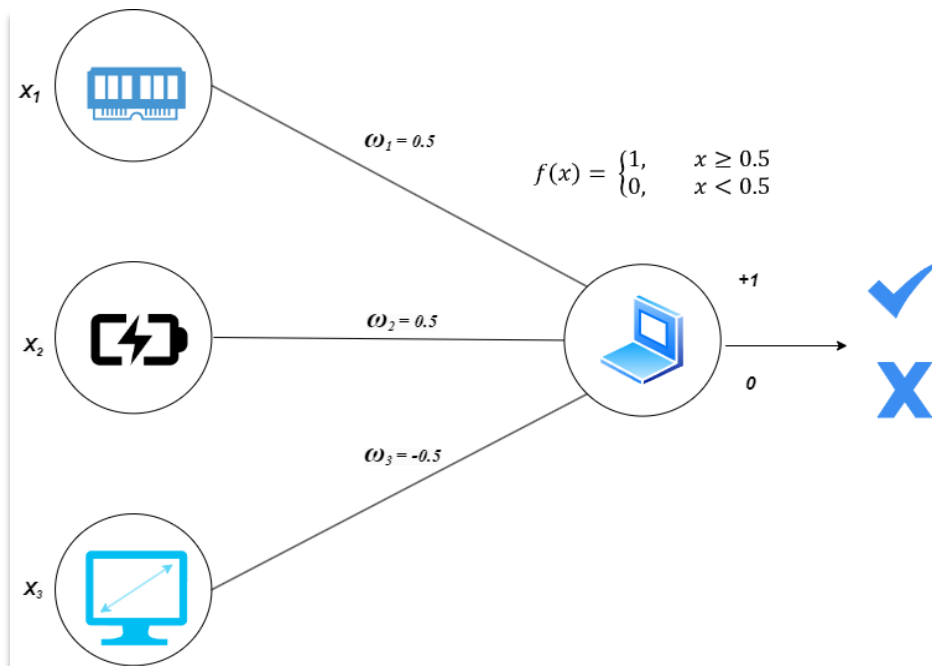 x₁
ω₁ = 0.5
f(x) = {1, x ≥ 0.5
0, x < 0.5
+1
ω₂ = 0.5
x₂
0
ω₃ = -0.5
x₃